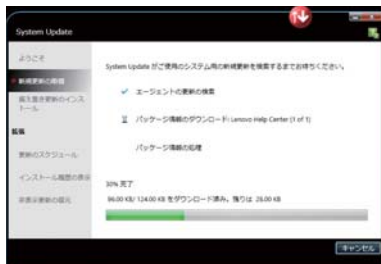 System Update
ようこそ
新規更新の取得
System Update がご使用のシステム用の新規更新を検索するまでお待ちください。
エージェントの更新の検索
据え置き更新のインストール
パッケージ情報のダウンロード: Lenovo Help Center (1 of 1)
拡張
パッケージ情報の処理
更新のスケジュール
インストール履歴の表示
30% 完了
非表示更新の復元
96.00 KB/ 124.00 KB をダウンロード済み。残りは 28.00 KB
キャンセル